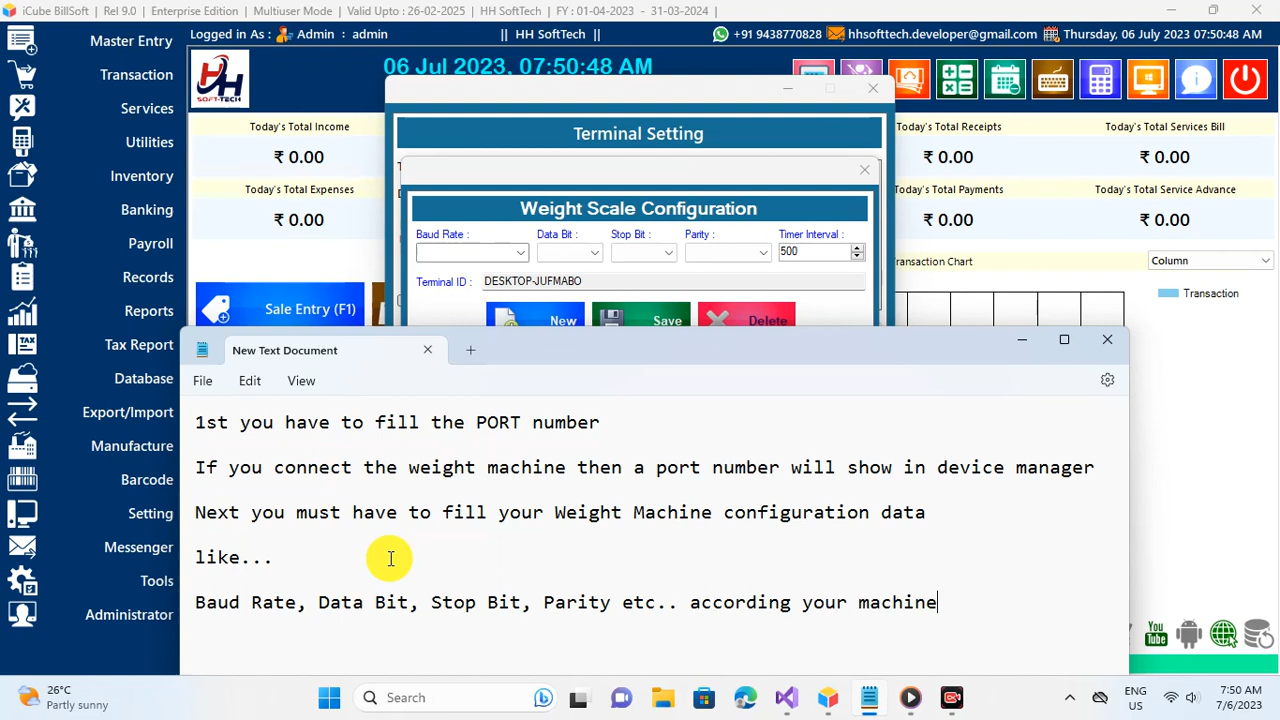 iCube BillSoft | Rel 9.0 | Enterprise Edition | Multiuser Mode | Valid Upto : 26-02-2025 | HH SoftTech | FY : 01-04-2023 - 31-03-2024 |
Logged in As : Admin : admin || HH SoftTech || +91 9438770828 hhsofttech.developer@gmail.com Thursday, 06 July 2023, 07:50:48 AM
06 Jul 2023, 07:50:48 AM
HH
SOFT-TECH
Master Entry
Transaction
Services
Utilities
Inventory
Banking
Payroll
Records
Reports
Tax Report
Database
Export/Import
Manufacture
Barcode
Setting
Messenger
Tools
Administrator
TAX
Today's Total Income
₹ 0.00
Today's Total Expenses
₹ 0.00
Today's Total Receipts
₹ 0.00
Today's Total Services Bill
₹ 0.00
Today's Total Payments
₹ 0.00
Today's Total Service Advance
₹ 0.00
ransaction Chart
Column
Transaction
Sale Entry (F1)
Terminal Setting
Weight Scale Configuration
Baud Rate : Data Bit : Stop Bit : Parity : Timer Interval :
500
Terminal ID : DESKTOP-JUFMABO
New Save Delete
New Text Document
File Edit View
1st you have to fill the PORT number
If you connect the weight machine then a port number will show in device manager
Next you must have to fill your Weight Machine configuration data
like...
Baud Rate, Data Bit, Stop Bit, Parity etc.. according your machine
You
Tube
26°C
Partly sunny
Search
ENG
US
7:50 AM
7/6/2023